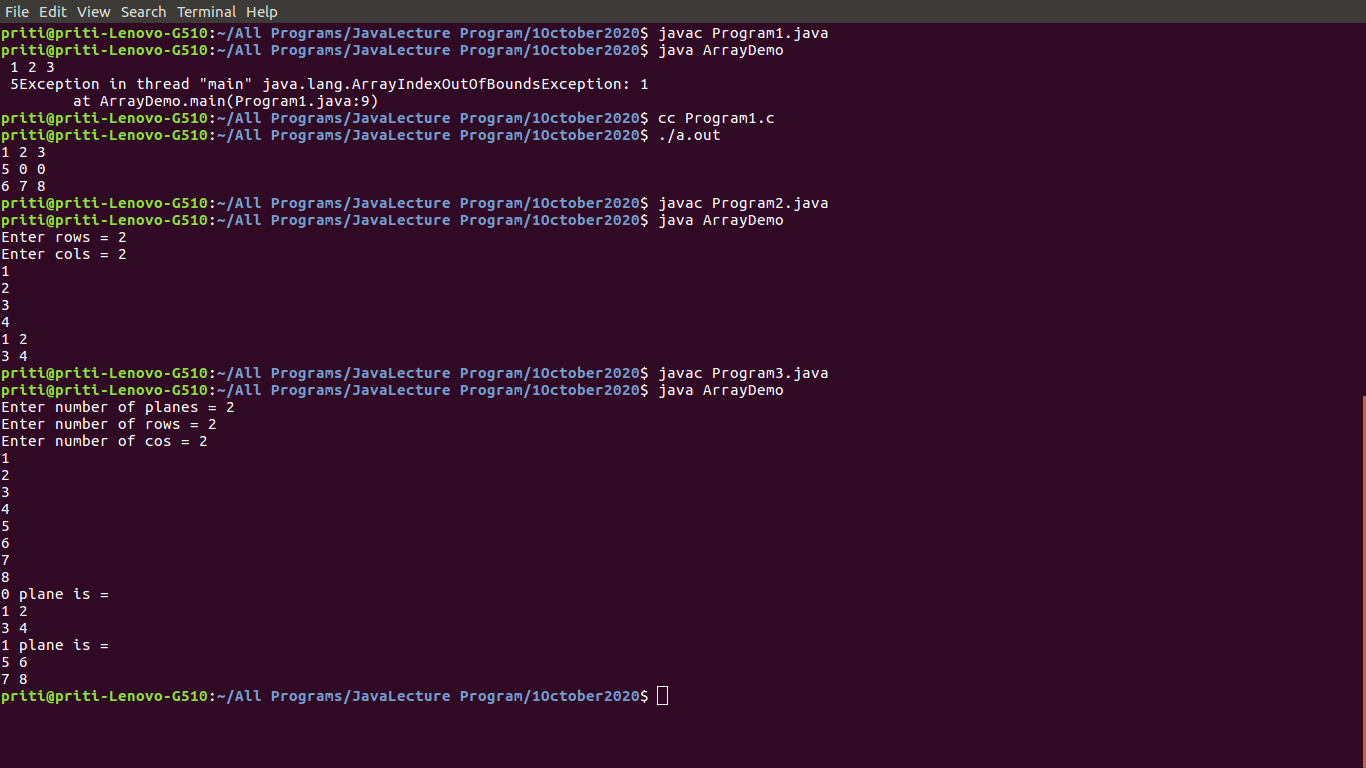 File Edit View Search Terminal Help
priti@priti-Lenovo-G510:~/All Programs/JavaLecture Program/1October2020$ javac Program1.java
priti@priti-Lenovo-G510:~/All Programs/JavaLecture Program/1October2020$ java ArrayDemo
 1 2 3
 5Exception in thread "main" java.lang.ArrayIndexOutOfBoundsException: 1
        at ArrayDemo.main(Program1.java:9)
priti@priti-Lenovo-G510:~/All Programs/JavaLecture Program/1October2020$ cc Program1.c
priti@priti-Lenovo-G510:~/All Programs/JavaLecture Program/1October2020$ ./a.out
1 2 3
5 0 0
6 7 8
priti@priti-Lenovo-G510:~/All Programs/JavaLecture Program/1October2020$ javac Program2.java
priti@priti-Lenovo-G510:~/All Programs/JavaLecture Program/1October2020$ java ArrayDemo
Enter rows = 2
Enter cols = 2
1
2
3
4
1 2
3 4
priti@priti-Lenovo-G510:~/All Programs/JavaLecture Program/1October2020$ javac Program3.java
priti@priti-Lenovo-G510:~/All Programs/JavaLecture Program/1October2020$ java ArrayDemo
Enter number of planes = 2
Enter number of rows = 2
Enter number of cos = 2
1
2
3
4
5
6
7
8
0 plane is =
1 2
3 4
1 plane is =
5 6
7 8
priti@priti-Lenovo-G510:~/All Programs/JavaLecture Program/1October2020$